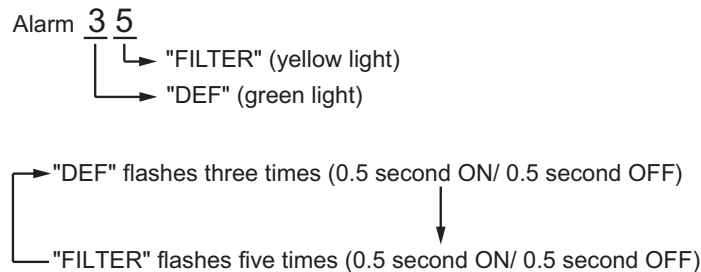 Alarm 3 5
"FILTER" (yellow light)
"DEF" (green light)
"DEF" flashes three times (0.5 second ON/ 0.5 second OFF)
"FILTER" flashes five times (0.5 second ON/ 0.5 second OFF)